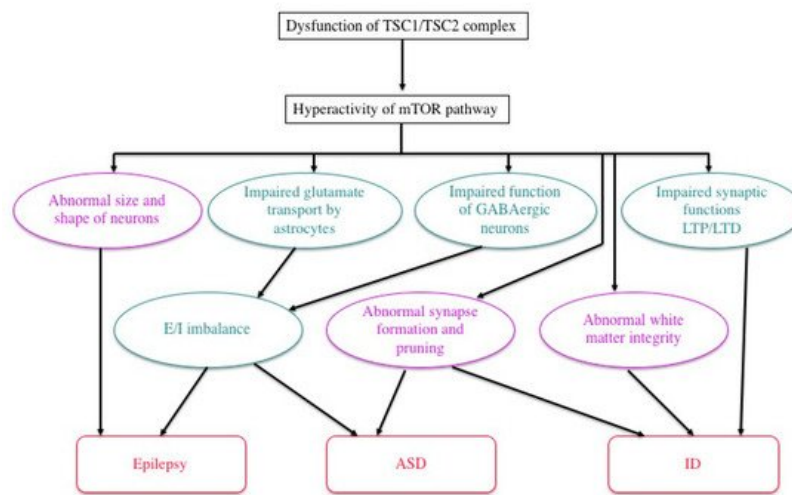 Dysfunction of TSC1/TSC2 complex
Hyperactivity of mTOR pathway
Abnormal size and
shape of neurons
Impaired glutamate
transport by
astrocytes
Impaired function
of GABAergic
neurons
Impaired synaptic
functions
LTP/LTD
E/I imbalance
Abnormal synapse
formation and
pruning
Abnormal white
matter integrity
Epilepsy
ASD
ID